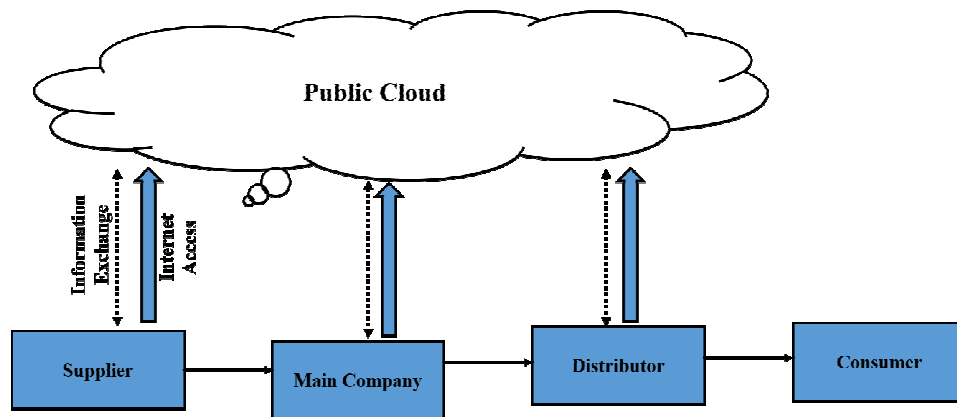 Public Cloud
Information
Exchange
Internet
Access
Supplier
Main Company
Distributor
Consumer